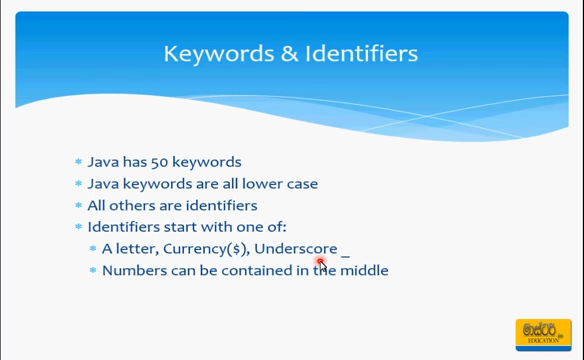 Keywords & Identifiers
Java has 50 keywords
Java keywords are all lower case
All others are identifiers
Identifiers start with one of:
A letter, Currency($), Underscore _
Numbers can be contained in the middle
EDUCATION